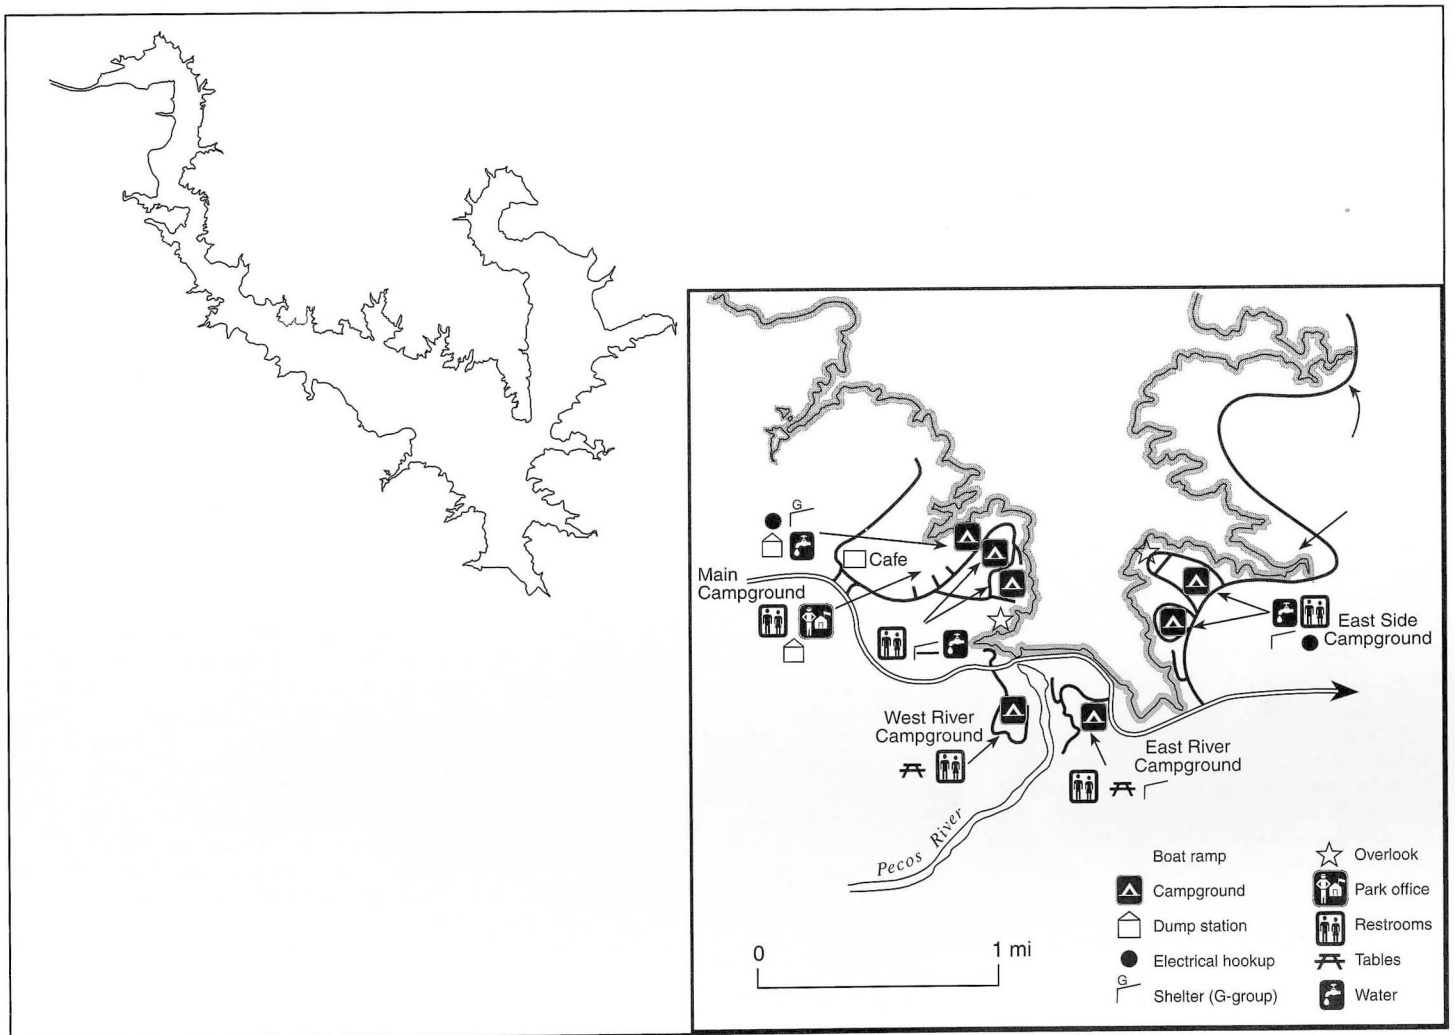 G
Cafe
Main
Campground
East Side
Campground
West River
Campground
East River
Campground
Pecos River
0
1 mi
Boat ramp
Campground
Dump station
Electrical hookup
G
Shelter (G-group)
Overlook
Park office
Restrooms
Tables
Water